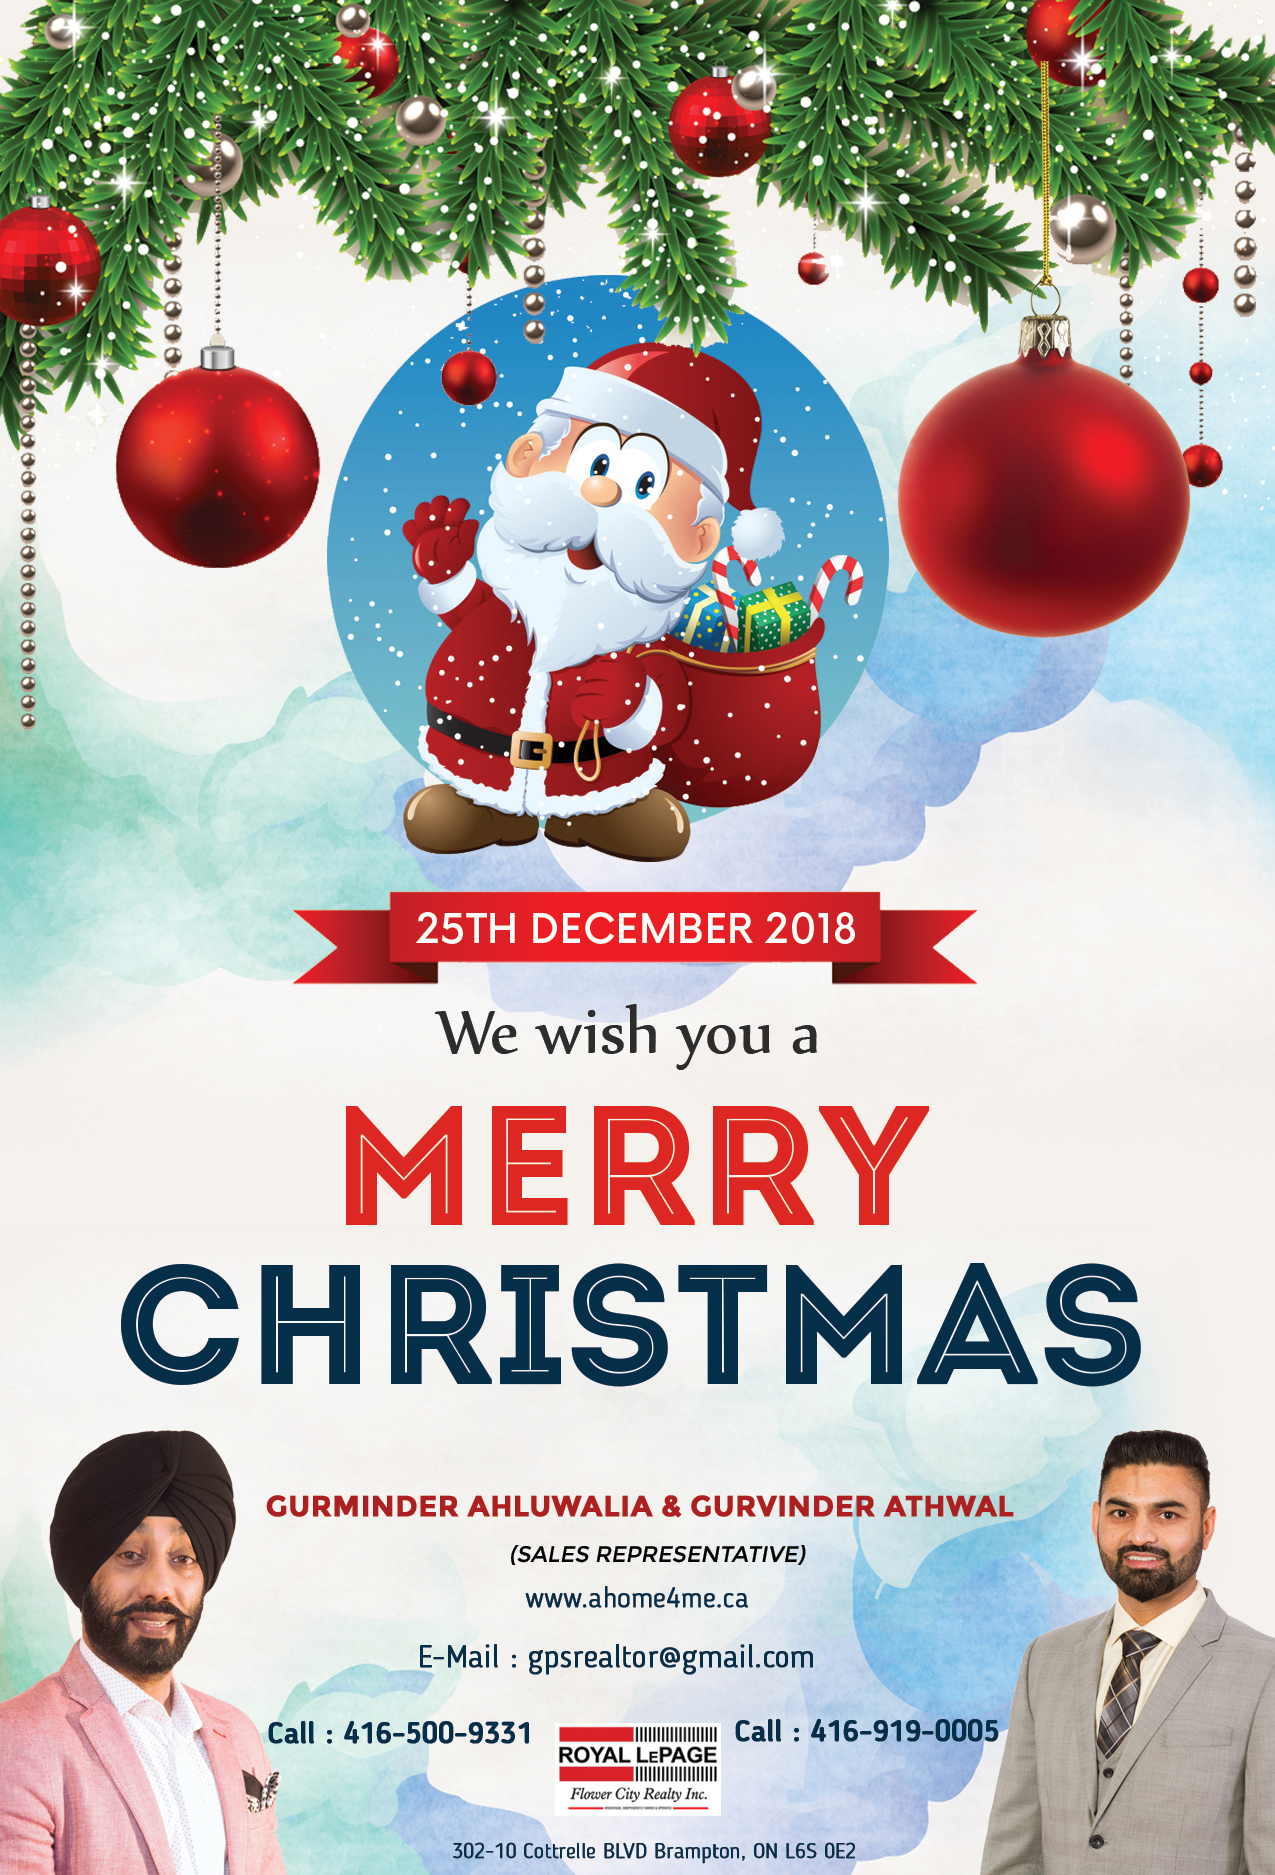 25TH DECEMBER 2018
We wish you a
MERRY
CHRISTMAS
GURMINDER AHLUWALIA & GURVINDER ATHWAL
(SALES REPRESENTATIVE)
www.ahome4me.ca
E-Mail : gpsrealtor@gmail.com
Call : 416-500-9331
Call : 416-919-0005
ROYAL LEPAGE
Flower City Realty Inc.
302-10 Cottrelle BLVD Brampton, ON L6S 0E2